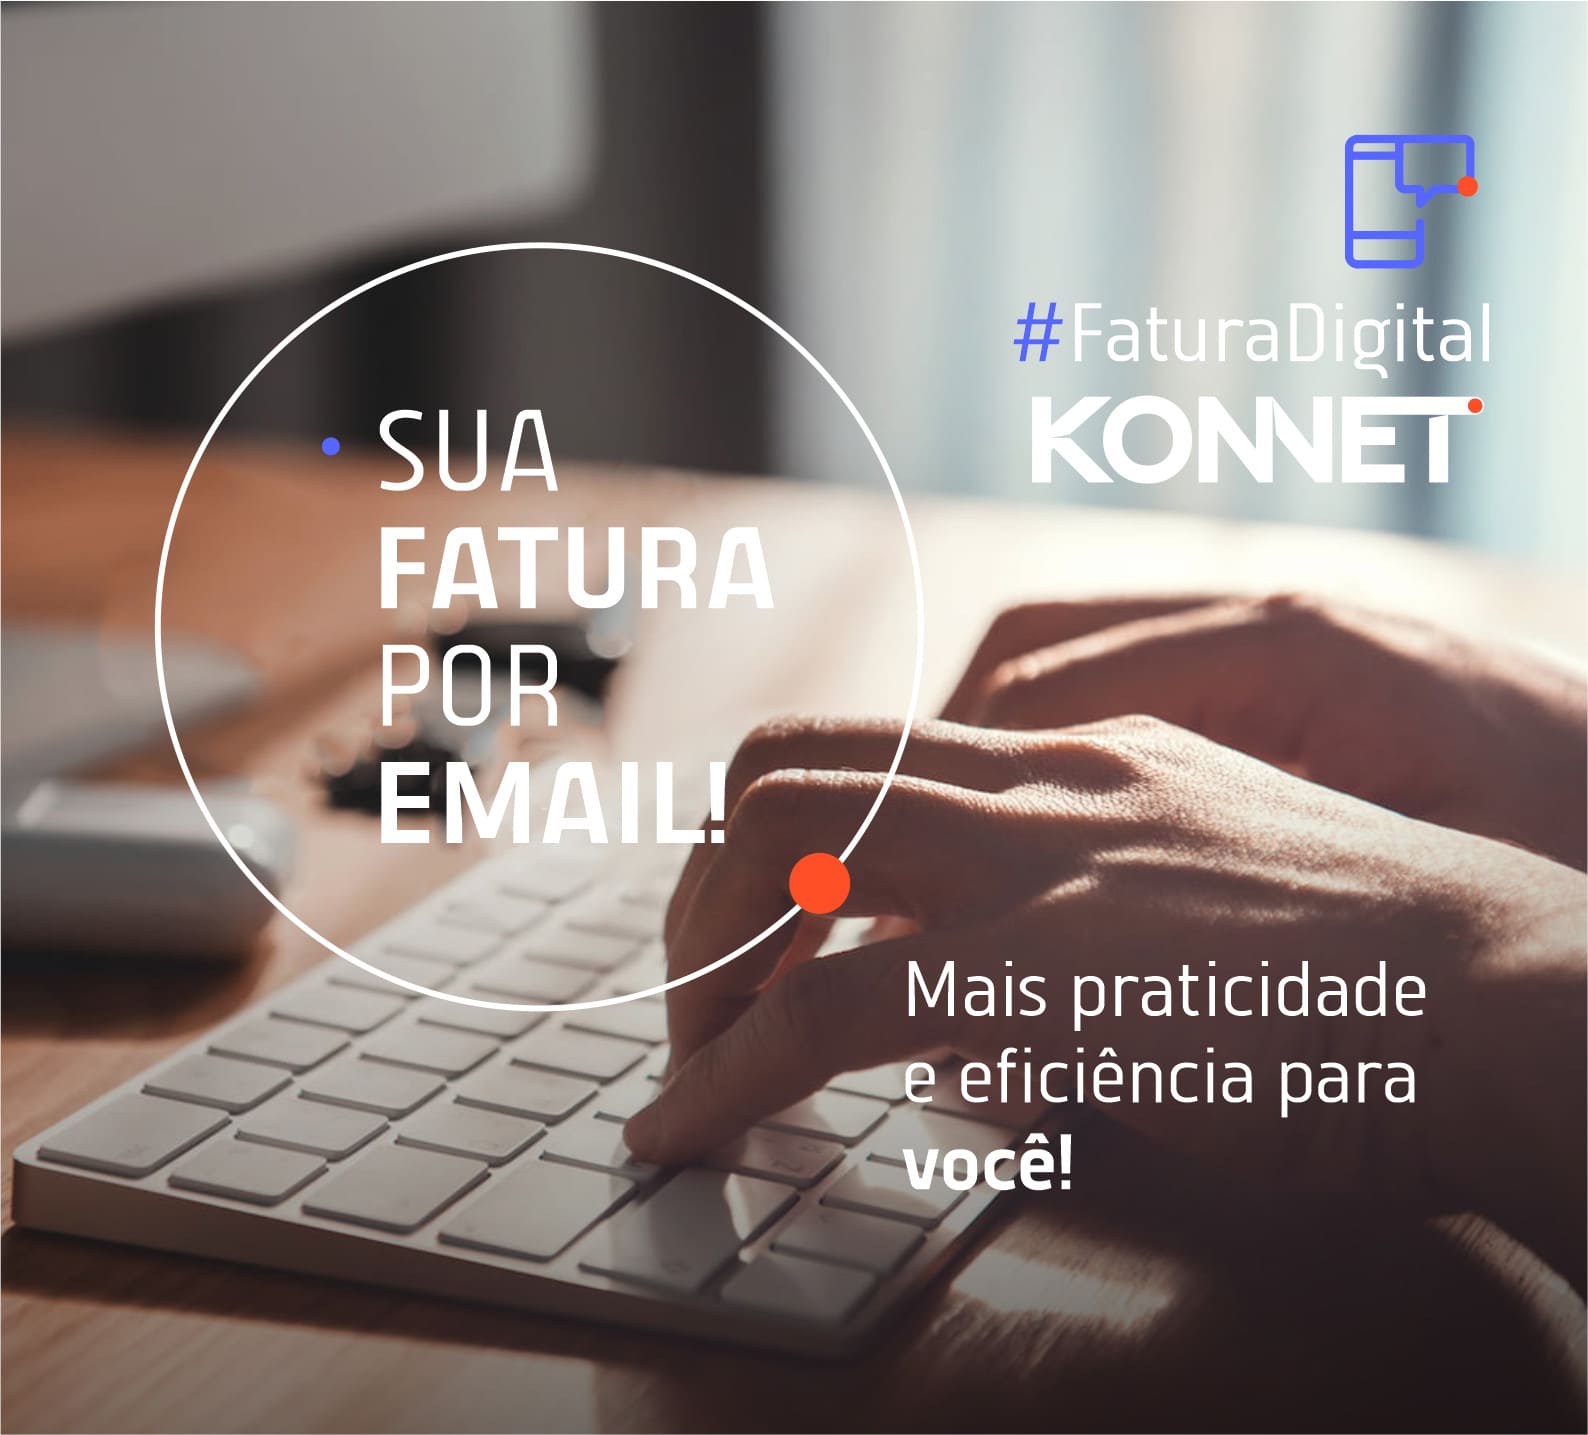 #FaturaDigital
KONNET
SUA
FATURA
POR
EMAIL!
Mais praticidade
e eficiência para
você!